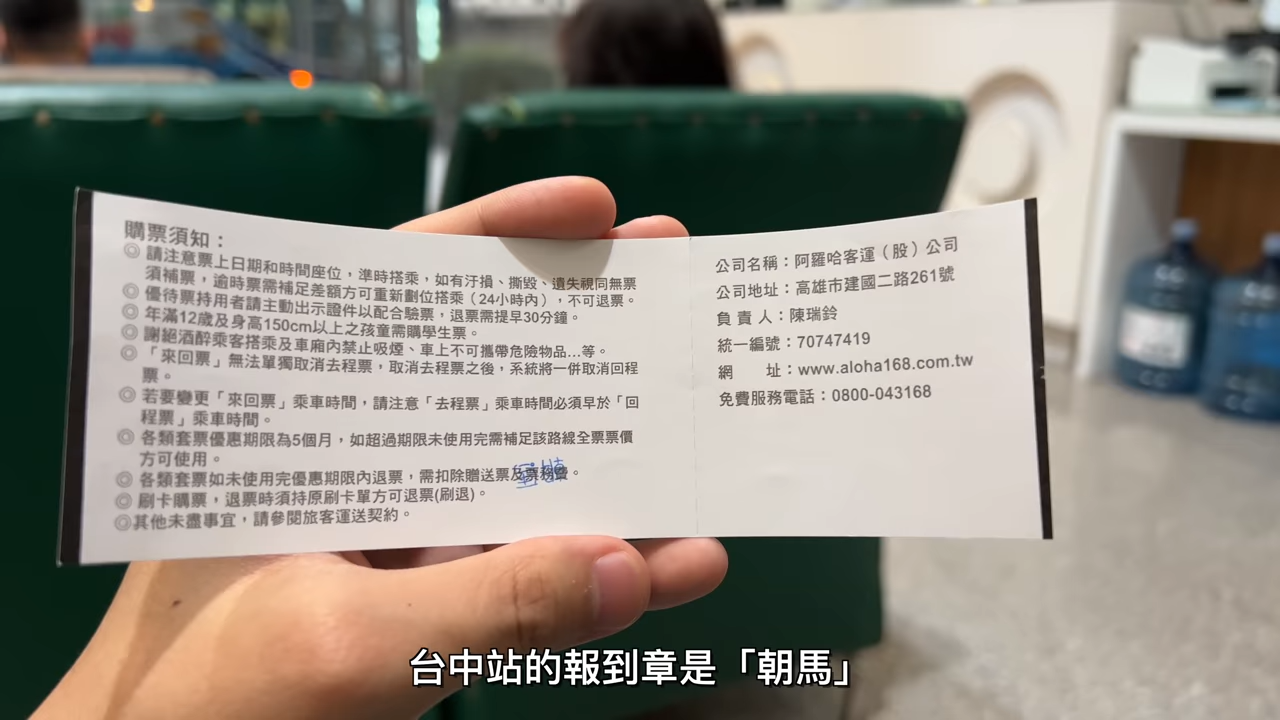 購票須知：
◎ 請注意票上日期和時間座位，準時搭乘，如有汙損、撕毀、遺失視同無票
須補票，逾時票需補足差額方可重新劃位搭乘（24小時內），不可退票。
◎ 優待票持用者請主動出示證件以配合驗票，退票需提早30分鐘。
◎ 年滿12歲及身高150cm以上之孩童需購學生票。
◎ 謝絕酒醉乘客搭乘及車廂內禁止吸煙、車上不可攜帶危險物品…等。
◎ 「來回票」無法單獨取消去程票，取消去程票之後，系統將一併取消回程
票。
◎ 若要變更「來回票」乘車時間，請注意「去程票」乘車時間必須早於「回
程票」乘車時間。
◎ 各類套票優惠期限為5個月，如超過期限未使用完需補足該路線全票票價
方可使用。
◎ 各類套票如未使用完優惠期限內退票，需扣除贈送票及票務費。
◎ 刷卡購票，退票時須持原刷卡單方可退票(刷退)。
◎其他未盡事宜，請參閱旅客運送契約。
公司名稱：阿羅哈客運（股）公司
公司地址：高雄市建國二路261號
負 責 人：陳瑞鈴
統一編號：70747419
網　　址：www.aloha168.com.tw
免費服務電話：0800-043168
台中站的報到章是「朝馬」